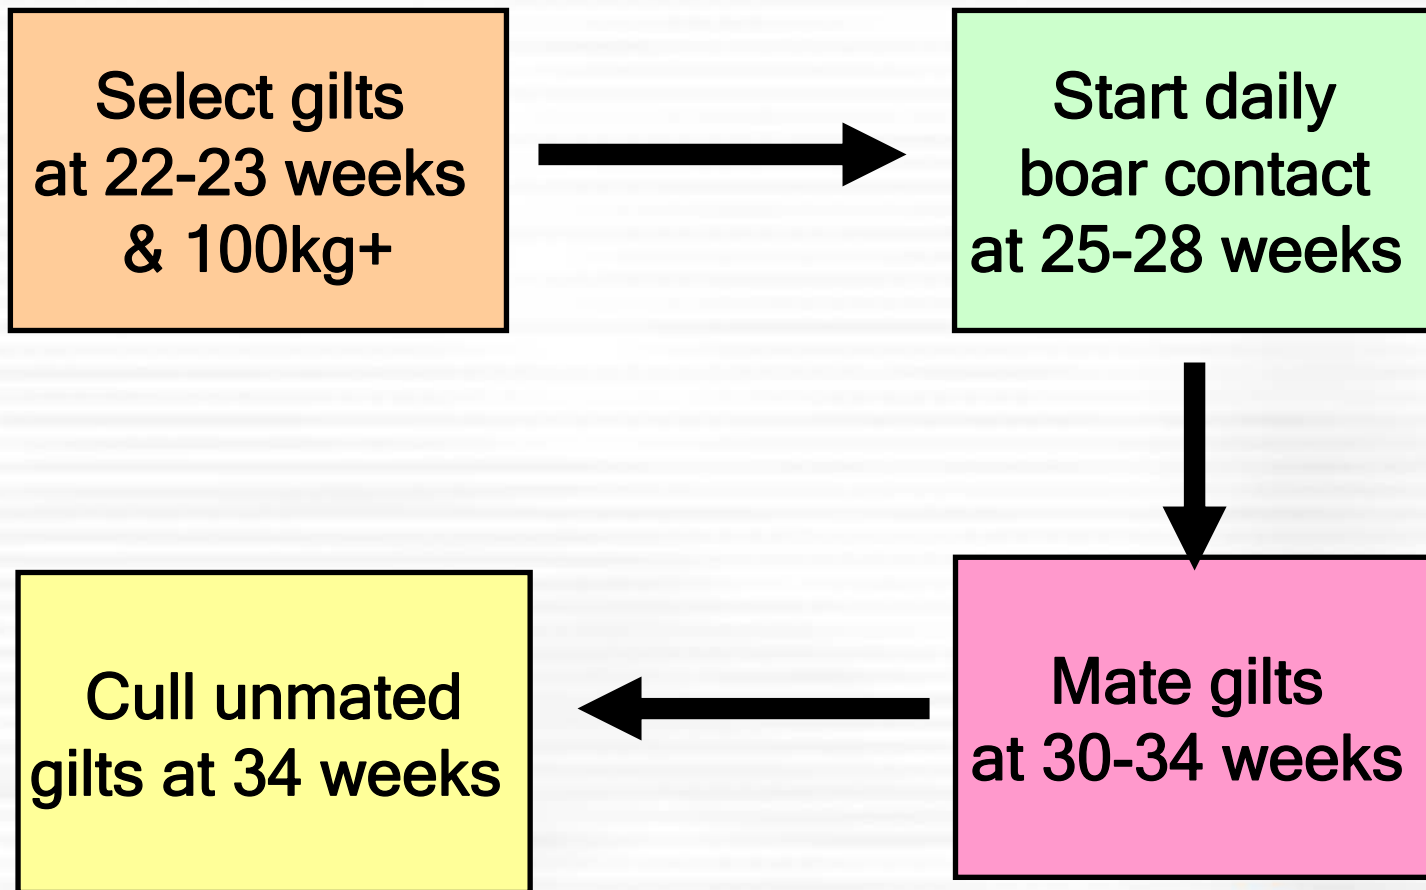 Select gilts
at 22-23 weeks
& 100kg+
Start daily
boar contact
at 25-28 weeks
Mate gilts
at 30-34 weeks
Cull unmated
gilts at 34 weeks